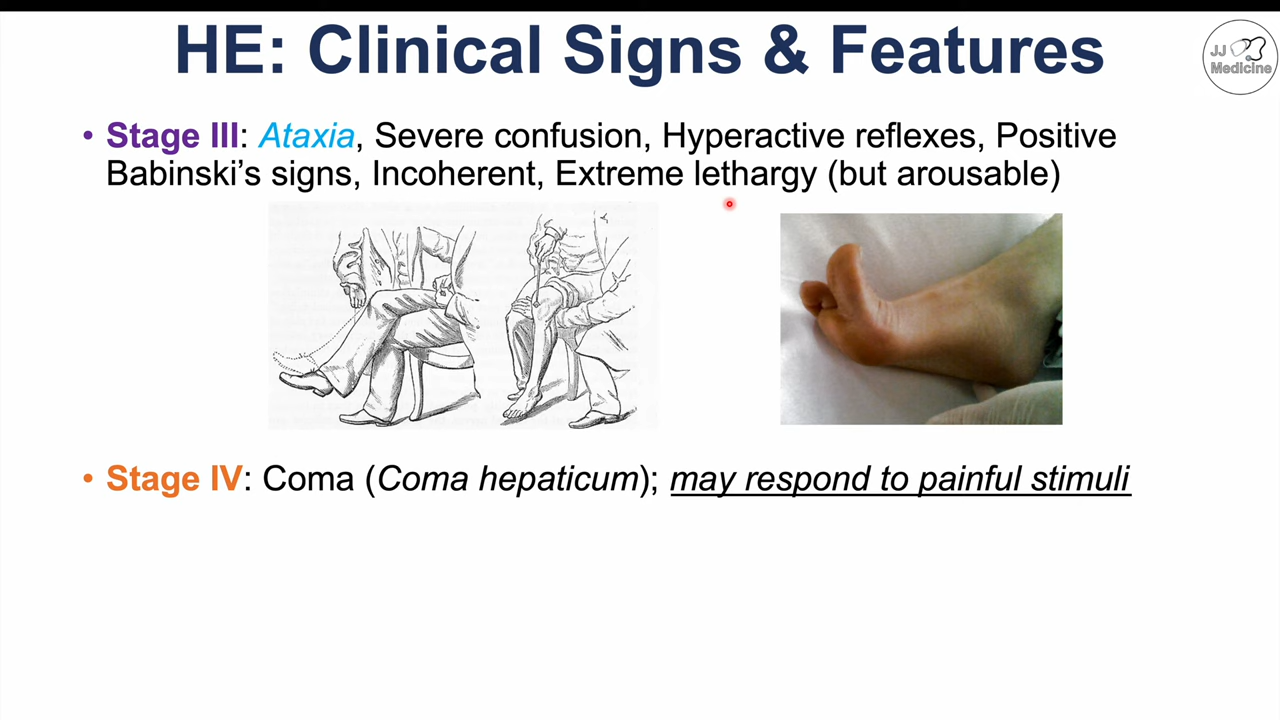 HE: Clinical Signs & Features
JJ
Medicine
• Stage III: Ataxia, Severe confusion, Hyperactive reflexes, Positive
Babinski’s signs, Incoherent, Extreme lethargy (but arousable)
• Stage IV: Coma (Coma hepaticum); may respond to painful stimuli